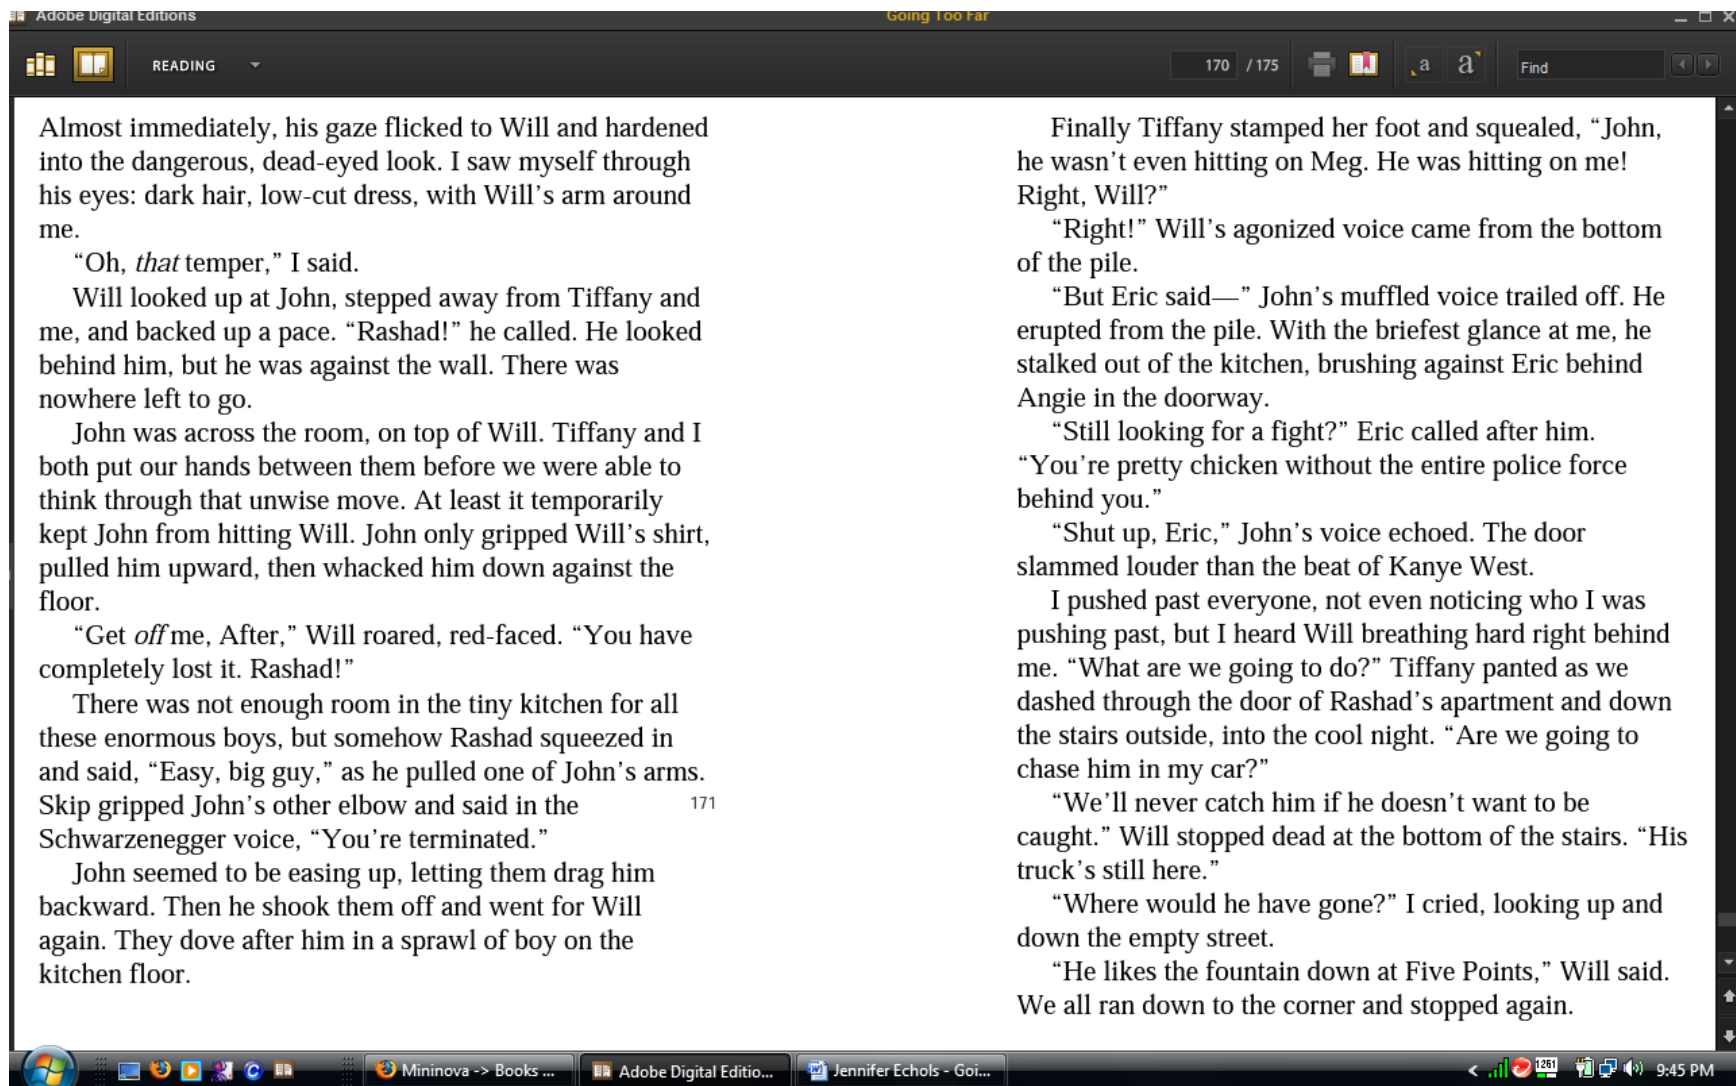 Adobe Digital Editions
Going Too Far
READING
170 / 175
a
a
Find
Almost immediately, his gaze flicked to Will and hardened
into the dangerous, dead-eyed look. I saw myself through
his eyes: dark hair, low-cut dress, with Will’s arm around
me.
“Oh, that temper,” I said.
Will looked up at John, stepped away from Tiffany and
me, and backed up a pace. “Rashad!” he called. He looked
behind him, but he was against the wall. There was
nowhere left to go.
John was across the room, on top of Will. Tiffany and I
both put our hands between them before we were able to
think through that unwise move. At least it temporarily
kept John from hitting Will. John only gripped Will’s shirt,
pulled him upward, then whacked him down against the
floor.
“Get off me, After,” Will roared, red-faced. “You have
completely lost it. Rashad!”
There was not enough room in the tiny kitchen for all
these enormous boys, but somehow Rashad squeezed in
and said, “Easy, big guy,” as he pulled one of John’s arms.
Skip gripped John’s other elbow and said in the
171
Schwarzenegger voice, “You’re terminated.”
John seemed to be easing up, letting them drag him
backward. Then he shook them off and went for Will
again. They dove after him in a sprawl of boy on the
kitchen floor.
Finally Tiffany stamped her foot and squealed, “John,
he wasn’t even hitting on Meg. He was hitting on me!
Right, Will?”
“Right!” Will’s agonized voice came from the bottom
of the pile.
“But Eric said—” John’s muffled voice trailed off. He
erupted from the pile. With the briefest glance at me, he
stalked out of the kitchen, brushing against Eric behind
Angie in the doorway.
“Still looking for a fight?” Eric called after him.
“You’re pretty chicken without the entire police force
behind you.”
“Shut up, Eric,” John’s voice echoed. The door
slammed louder than the beat of Kanye West.
I pushed past everyone, not even noticing who I was
pushing past, but I heard Will breathing hard right behind
me. “What are we going to do?” Tiffany panted as we
dashed through the door of Rashad’s apartment and down
the stairs outside, into the cool night. “Are we going to
chase him in my car?”
“We’ll never catch him if he doesn’t want to be
caught.” Will stopped dead at the bottom of the stairs. “His
truck’s still here.”
“Where would he have gone?” I cried, looking up and
down the empty street.
“He likes the fountain down at Five Points,” Will said.
We all ran down to the corner and stopped again.
Mininova -> Books ...
Adobe Digital Editio...
Jennifer Echols - Goi...
1261
9:45 PM